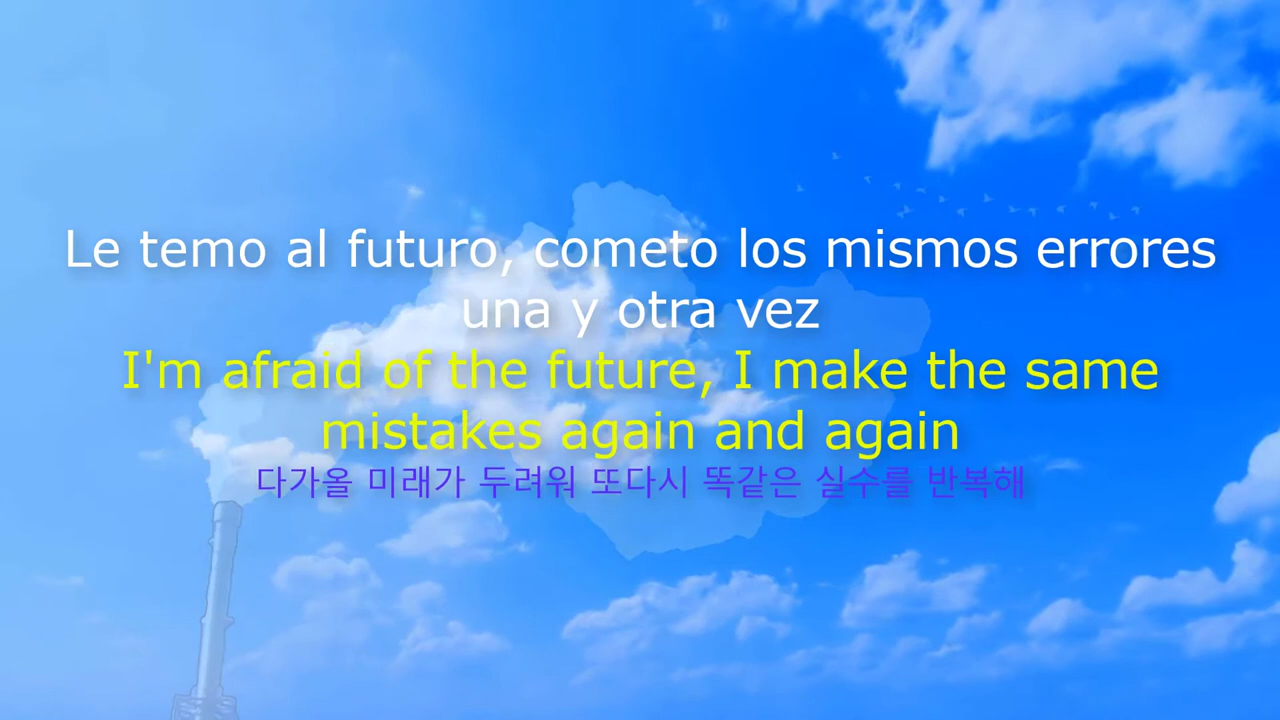 Le temo al futuro, cometo los mismos errores
una y otra vez
I'm afraid of the future, I make the same
mistakes again and again
다가올 미래가 두려워 또다시 똑같은 실수를 반복해